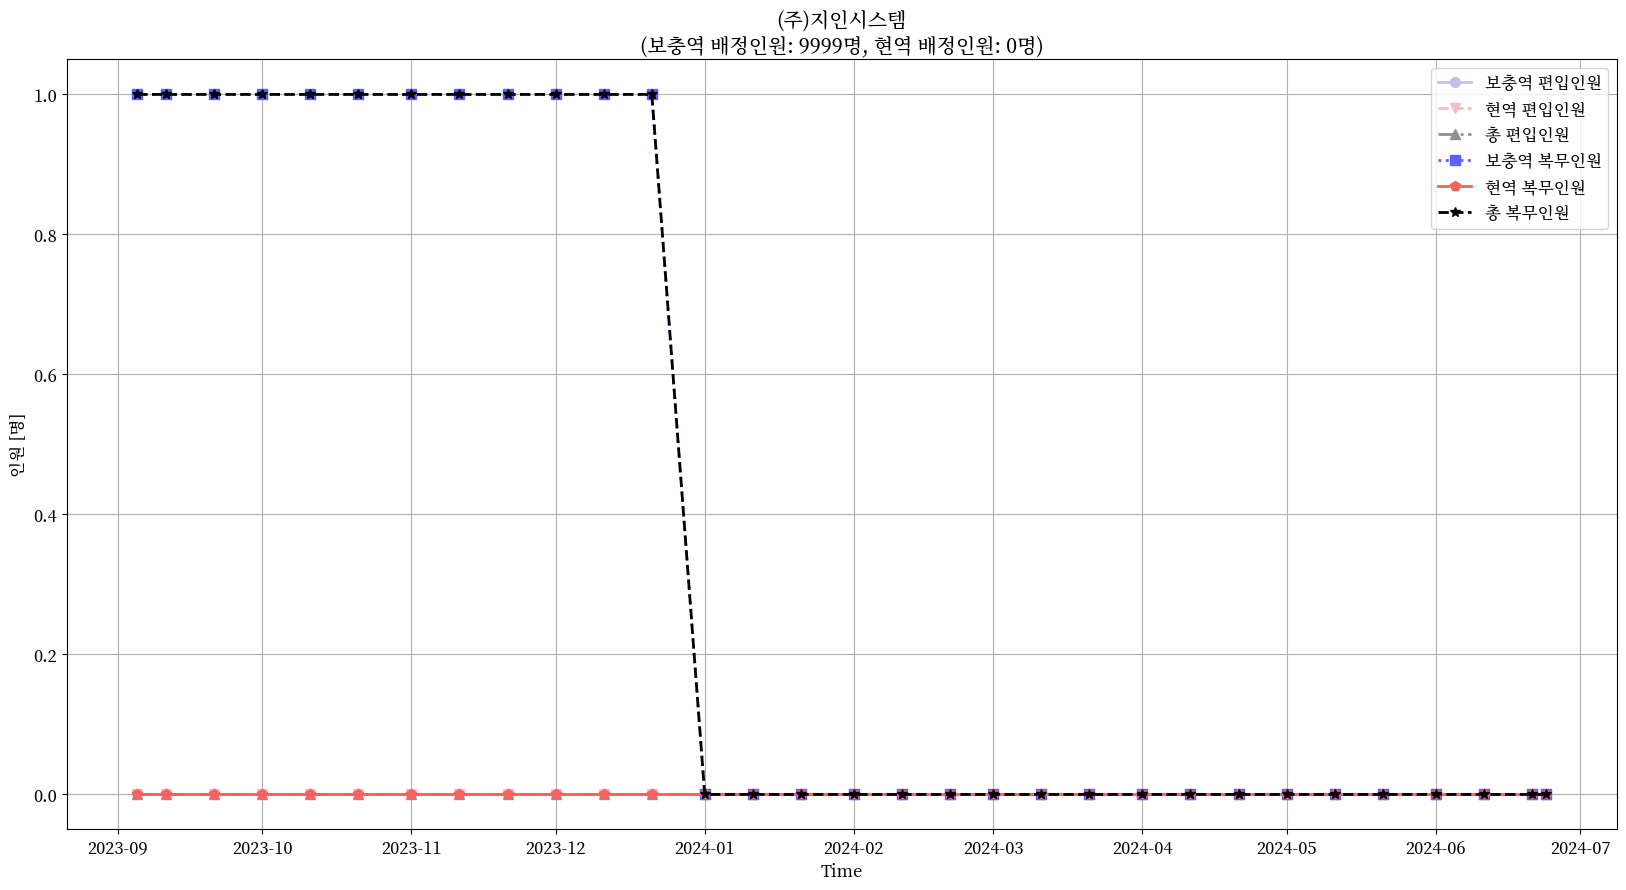 (주)지인시스템
(보충역 배정인원: 9999명, 현역 배정인원: 0명)
보충역 편입인원
현역 편입인원
총 편입인원
보충역 복무인원
현역 복무인원
총 복무인원
1.0
0.8
0.6
0.4
0.2
0.0
인원 [명]
2023-09 2023-10 2023-11 2023-12 2024-01 2024-02 2024-03 2024-04 2024-05 2024-06 2024-07
Time